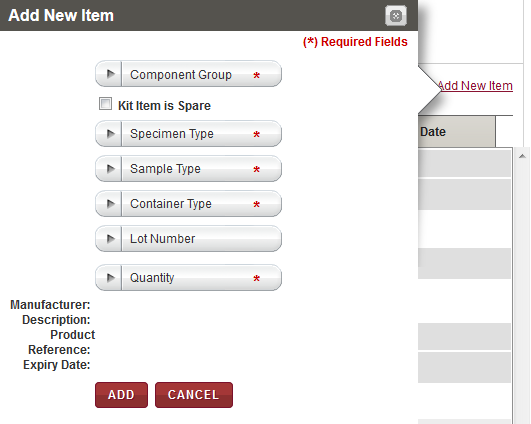 Add New Item
(*) Required Fields
Component Group *
Add New Item
Kit Item is Spare
Specimen Type *
Date
Sample Type *
Container Type *
Lot Number
Quantity *
Manufacturer:
Description:
Product
Reference:
Expiry Date:
ADD CANCEL